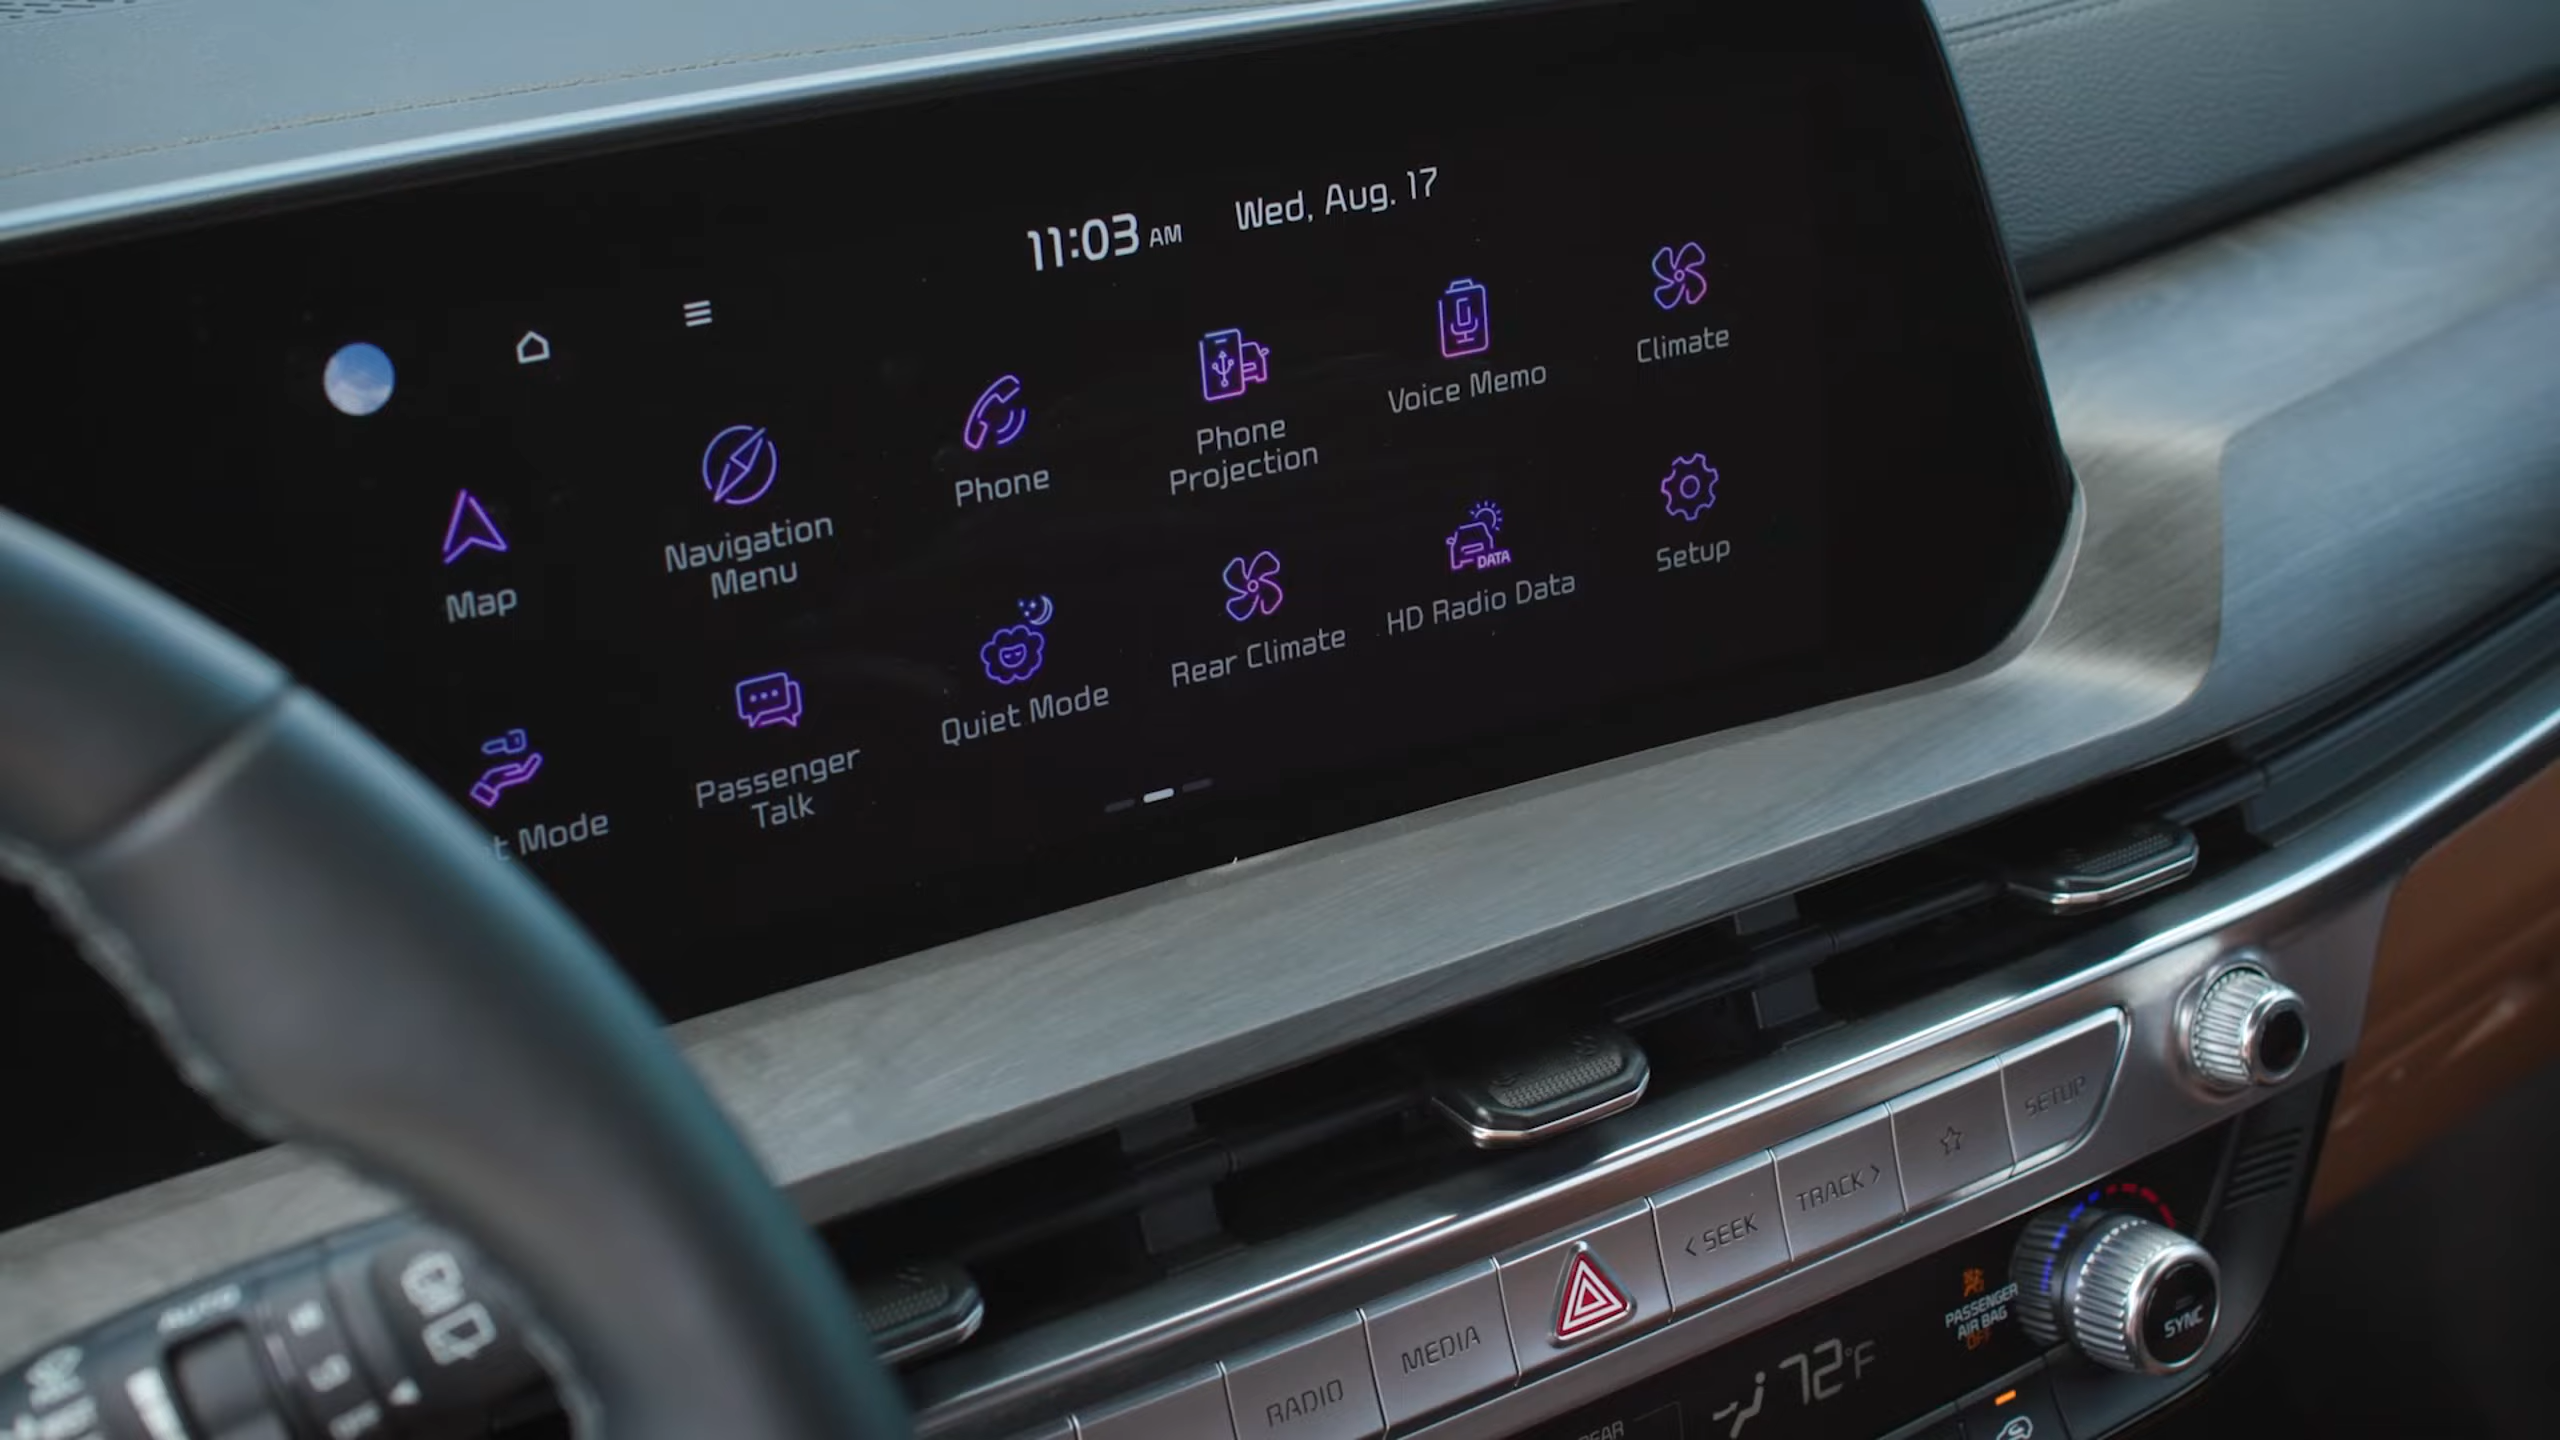 11:03 AM Wed, Aug. 17
Map
Navigation
Menu
Phone
Phone
Projection
Voice Memo
Climate
t Mode
Passenger
Talk
Quiet Mode
Rear Climate
DATA
HD Radio Data
Setup
RADIO
MEDIA
< SEEK
TRACK >
☆
SETUP
PASSENGER
AIR BAG
OFF
72°F
SYNC